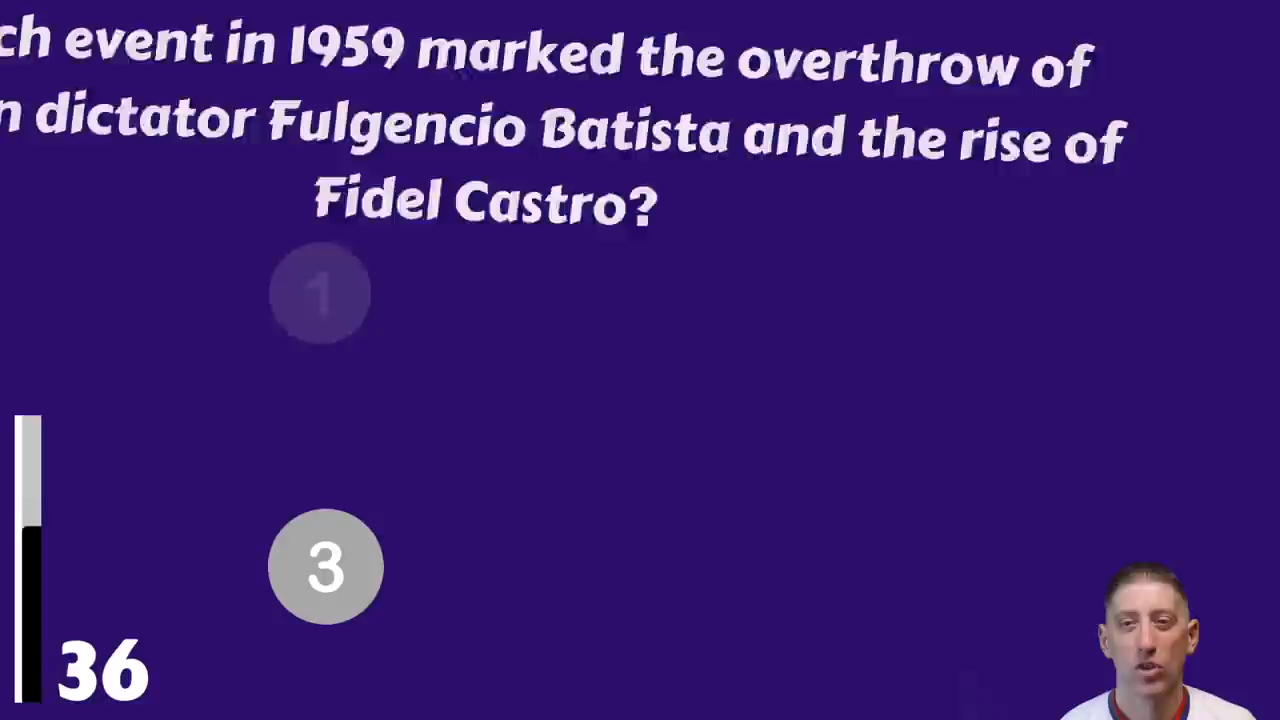 ch event in 1959 marked the overthrow of
n dictator Fulgencio Batista and the rise of
Fidel Castro?
1
3
36